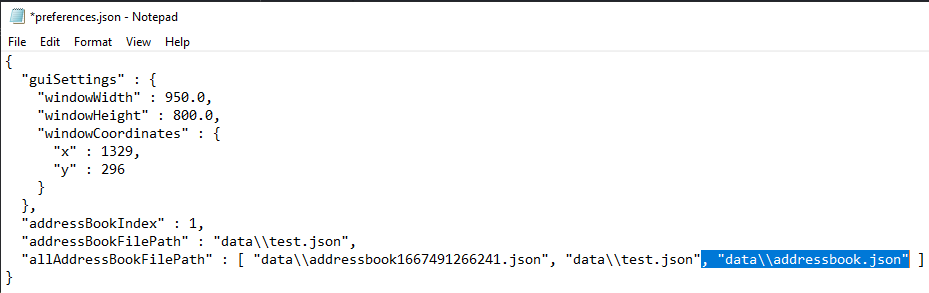 *preferences.json - Notepad
File Edit Format View Help
{
  "guiSettings" : {
    "windowWidth" : 950.0,
    "windowHeight" : 800.0,
    "windowCoordinates" : {
      "x" : 1329,
      "y" : 296
    }
  },
  "addressBookIndex" : 1,
  "addressBookFilePath" : "data\\test.json",
  "allAddressBookFilePath" : [ "data\\addressbook1667491266241.json", "data\\test.json", "data\\addressbook.json" ]
}